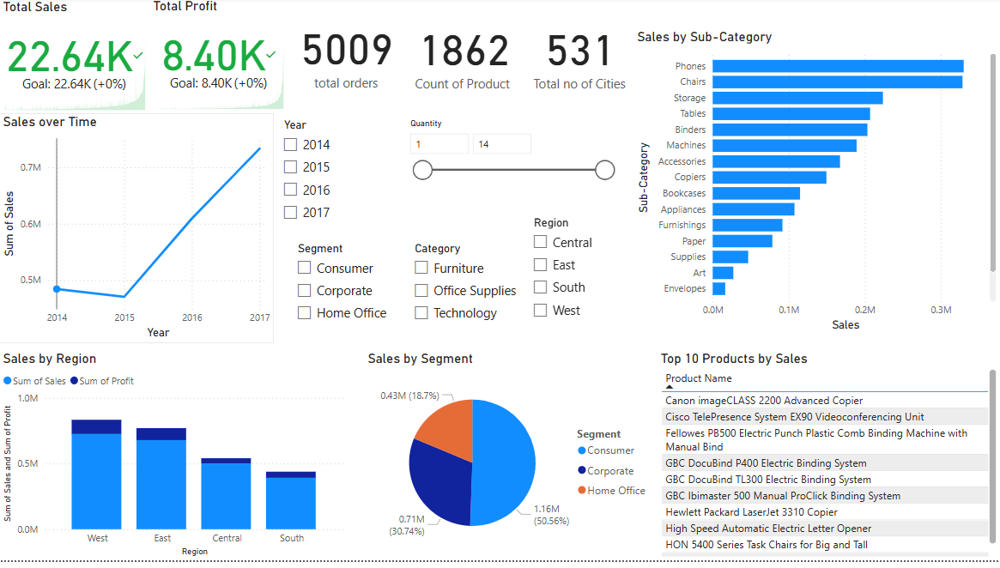 Total Sales
22.64K
Goal: 22.64K (+0%)
Total Profit
8.40K
Goal: 8.40K (+0%)
5009
total orders
1862
Count of Product
531
Total no of Cities
Sales by Sub-Category
Sub-Category
Phones
Chairs
Storage
Tables
Binders
Machines
Accessories
Copiers
Bookcases
Appliances
Furnishings
Paper
Supplies
Art
Envelopes
0.0M 0.1M 0.2M 0.3M
Sales
Sales over Time
Sum of Sales
0.7M
0.6M
0.5M
2014 2015 2016 2017
Year
Year
2014
2015
2016
2017
Quantity
1 14
Segment
Consumer
Corporate
Home Office
Category
Furniture
Office Supplies
Technology
Region
Central
East
South
West
Sales by Region
Sum of Sales Sum of Profit
Sum of Sales and Sum of Profit
1.0M
0.5M
0.0M
West East Central South
Region
Sales by Segment
0.43M (18.7%)
0.71M
(30.74%)
1.16M
(50.56%)
Segment
Consumer
Corporate
Home Office
Top 10 Products by Sales
Product Name
Canon imageCLASS 2200 Advanced Copier
Cisco TelePresence System EX90 Videoconferencing Unit
Fellowes PB500 Electric Punch Plastic Comb Binding Machine with
Manual Bind
GBC DocuBind P400 Electric Binding System
GBC DocuBind TL300 Electric Binding System
GBC Ibimaster 500 Manual ProClick Binding System
Hewlett Packard LaserJet 3310 Copier
High Speed Automatic Electric Letter Opener
HON 5400 Series Task Chairs for Big and Tall